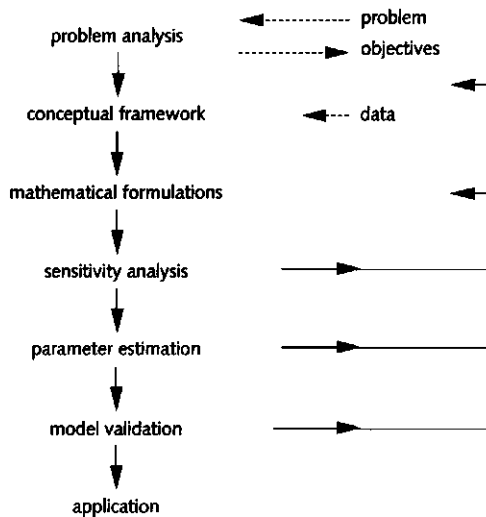 problem
problem analysis
objectives
conceptual framework
data
mathematical formulations
sensitivity analysis
parameter estimation
model validation
application